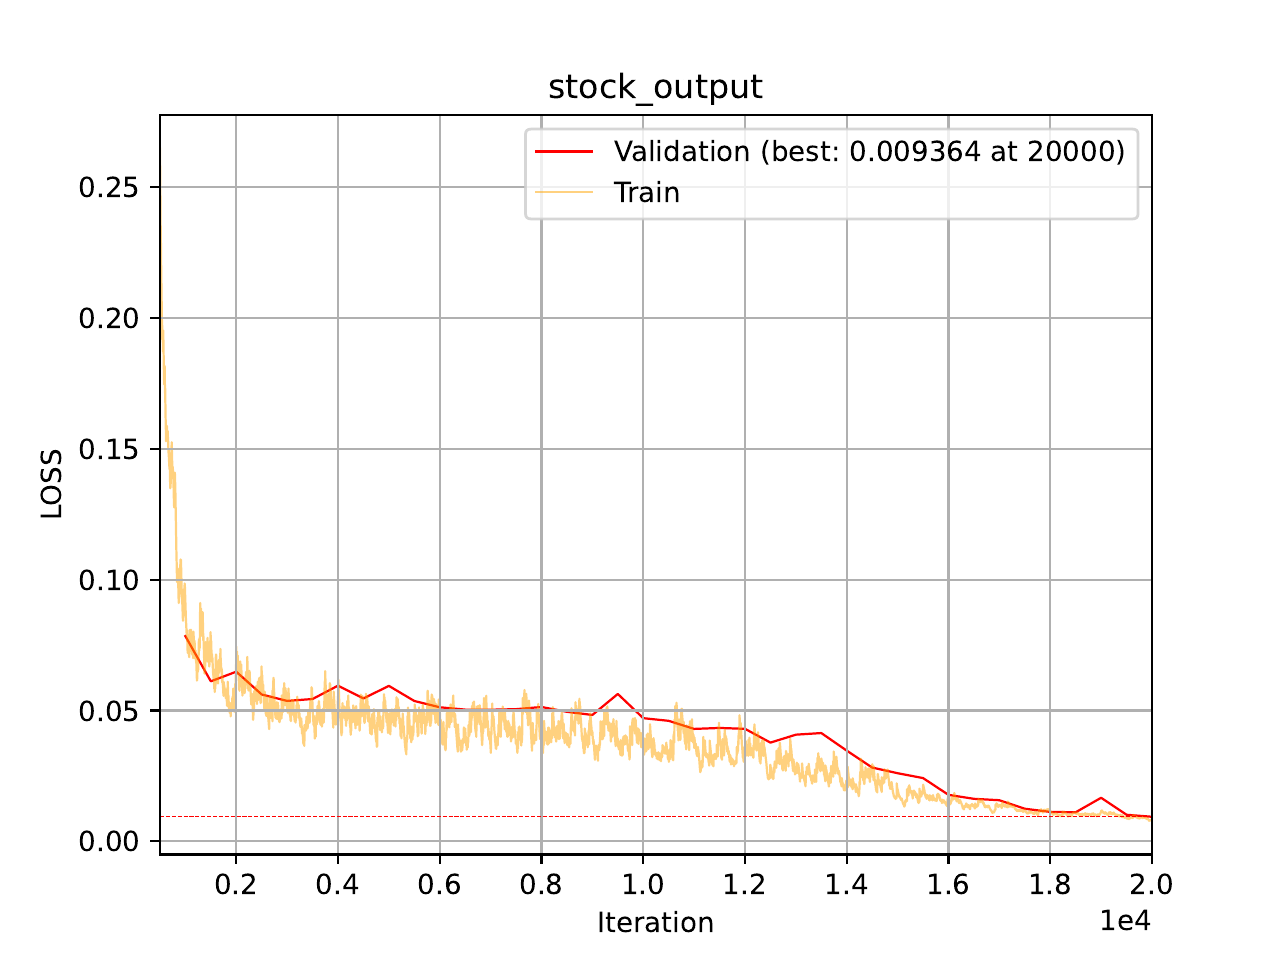 stock_output
Validation (best: 0.009364 at 20000)
Train
0.25
0.20
0.15
0.10
0.05
0.00
LOSS
0.2 0.4 0.6 0.8 1.0 1.2 1.4 1.6 1.8 2.0
1e4
Iteration